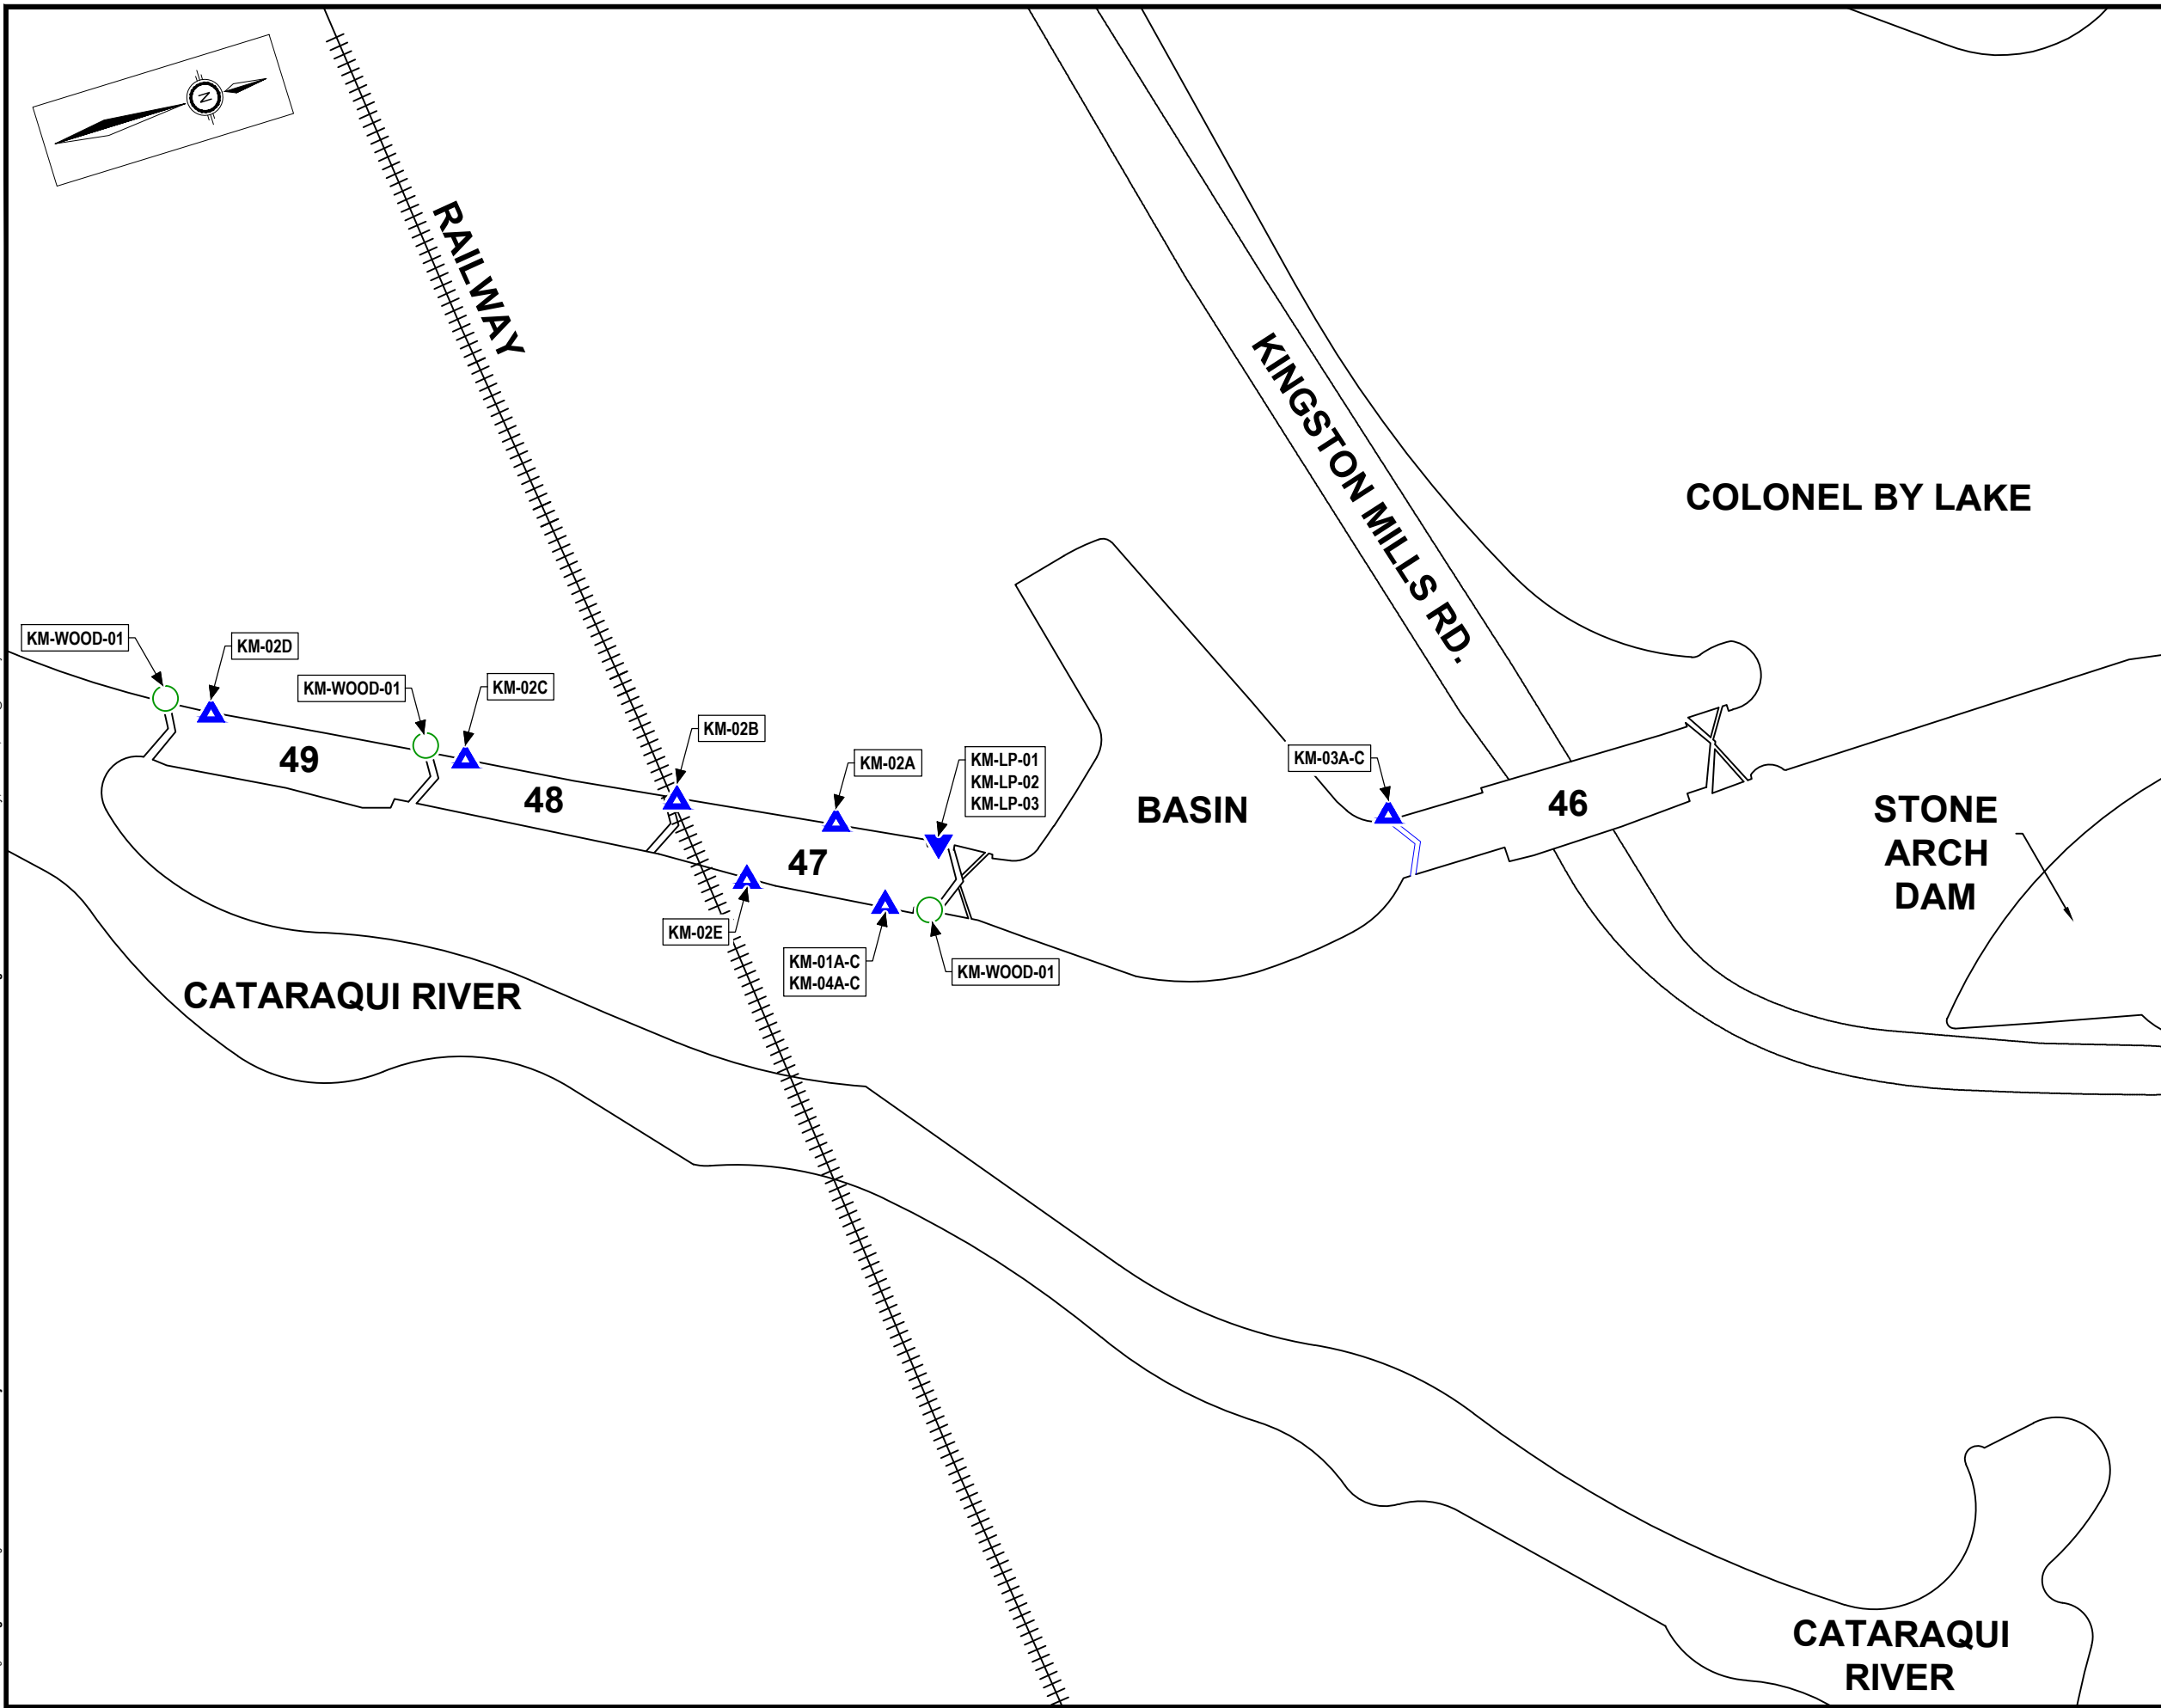 N
RAILWAY
KINGSTON MILLS RD.
COLONEL BY LAKE
KM-WOOD-01
KM-02D
KM-WOOD-01
KM-02C
KM-02B
KM-02A
KM-LP-01
KM-LP-02
KM-LP-03
KM-03A-C
49
48
47
BASIN
46
STONE
ARCH
DAM
KM-02E
KM-01A-C
KM-04A-C
KM-WOOD-01
CATARAQUI RIVER
CATARAQUI
RIVER